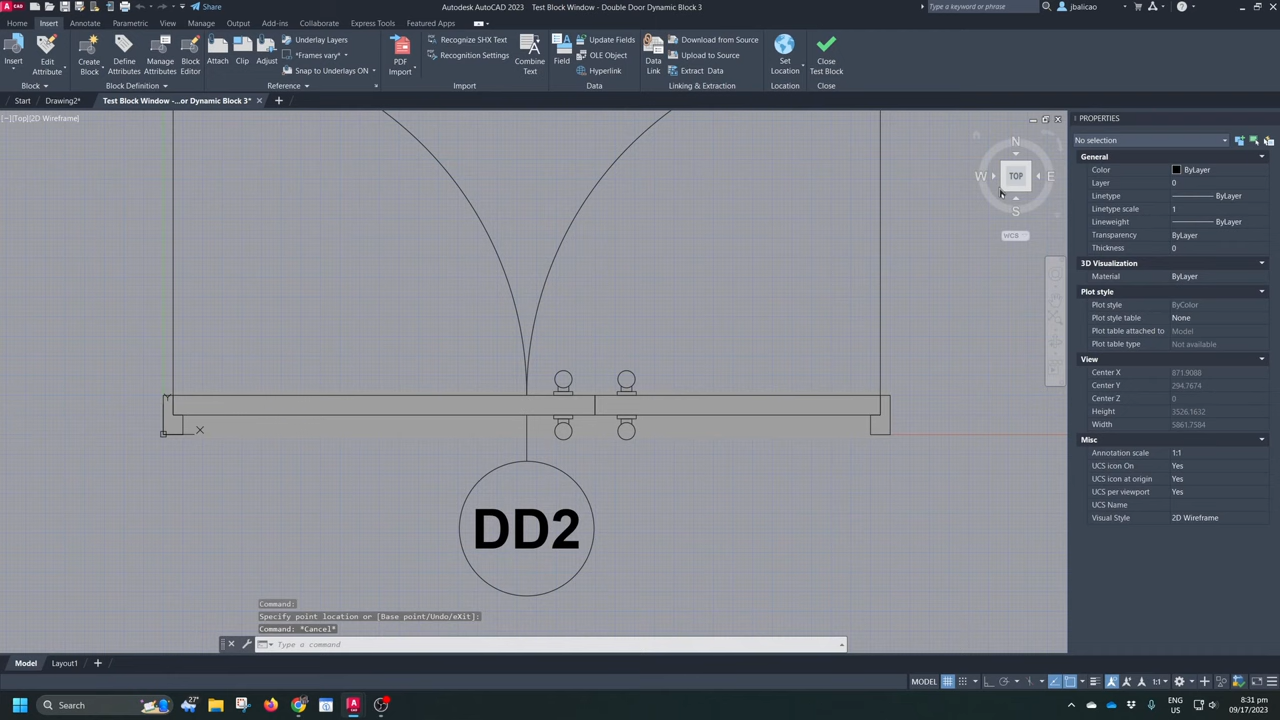 CAD
Share
Autodesk AutoCAD 2023 Test Block Window - Double Door Dynamic Block 3
Type a keyword or phrase
jbalicao
Home Insert Annotate Parametric View Manage Output Add-ins Collaborate Express Tools Featured Apps
Insert
Edit Attribute
Create Block
Define Attributes
Manage Attributes
Block Editor
Attach
Clip
Adjust
Underlay Layers
*Frames vary*
Snap to Underlays ON
PDF Import
Recognize SHX Text
Recognition Settings
Combine Text
Field
Update Fields
OLE Object
Hyperlink
Data Link
Download from Source
Upload to Source
Extract Data
Set Location
Close Test Block
Block Block Definition Reference Import Data Linking & Extraction Location Close
Start Drawing2* Test Block Window -...or Dynamic Block 3*
[−][Top][2D Wireframe]
N
W TOP E
S
WCS
Y
X
DD2
Command:
Specify point location or [Base point/Undo/eXit]:
Command: *Cancel*
Type a command
PROPERTIES
No selection
General
Color ByLayer
Layer 0
Linetype ByLayer
Linetype scale 1
Lineweight ByLayer
Transparency ByLayer
Thickness 0
3D Visualization
Material ByLayer
Plot style
Plot style ByColor
Plot style table None
Plot table attached to Model
Plot table type Not available
View
Center X 871.9088
Center Y 294.7674
Center Z 0
Height 3526.1632
Width 5861.7584
Misc
Annotation scale 1:1
UCS icon On Yes
UCS icon at origin Yes
UCS per viewport Yes
UCS Name
Visual Style 2D Wireframe
Model Layout1
MODEL
1:1
Search
27°
ENG
US
8:31 pm
09/17/2023